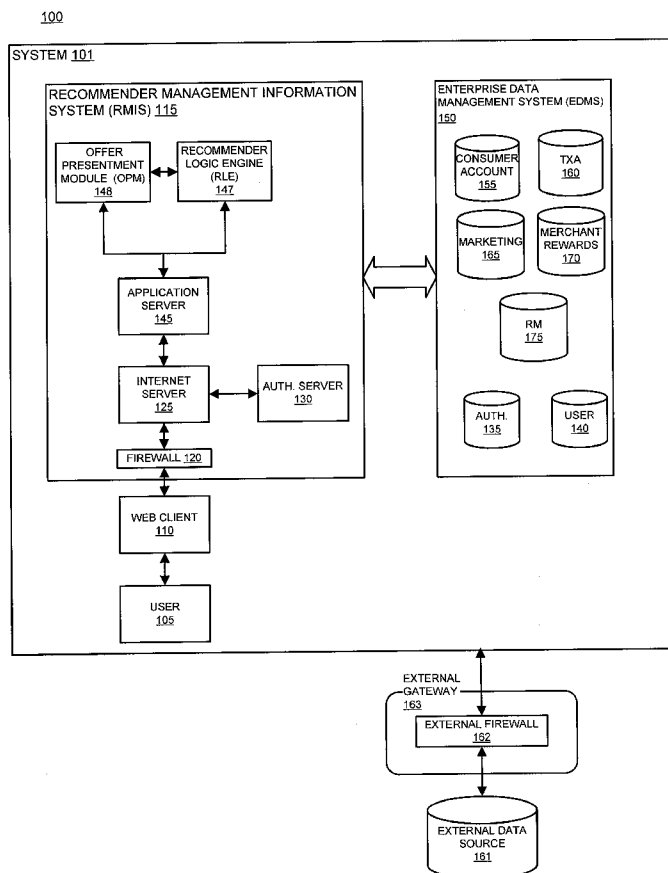 100
SYSTEM 101
RECOMMENDER MANAGEMENT INFORMATION
SYSTEM (RMIS) 115
OFFER
PRESENTMENT
MODULE (OPM)
148
RECOMMENDER
LOGIC ENGINE
(RLE)
147
APPLICATION
SERVER
145
INTERNET
SERVER
125
AUTH. SERVER
130
FIREWALL 120
WEB CLIENT
110
USER
105
ENTERPRISE DATA
MANAGEMENT SYSTEM (EDMS)
150
CONSUMER
ACCOUNT
155
TXA
160
MARKETING
165
MERCHANT
REWARDS
170
RM
175
AUTH.
135
USER
140
EXTERNAL
GATEWAY
163
EXTERNAL FIREWALL
162
EXTERNAL DATA
SOURCE
161